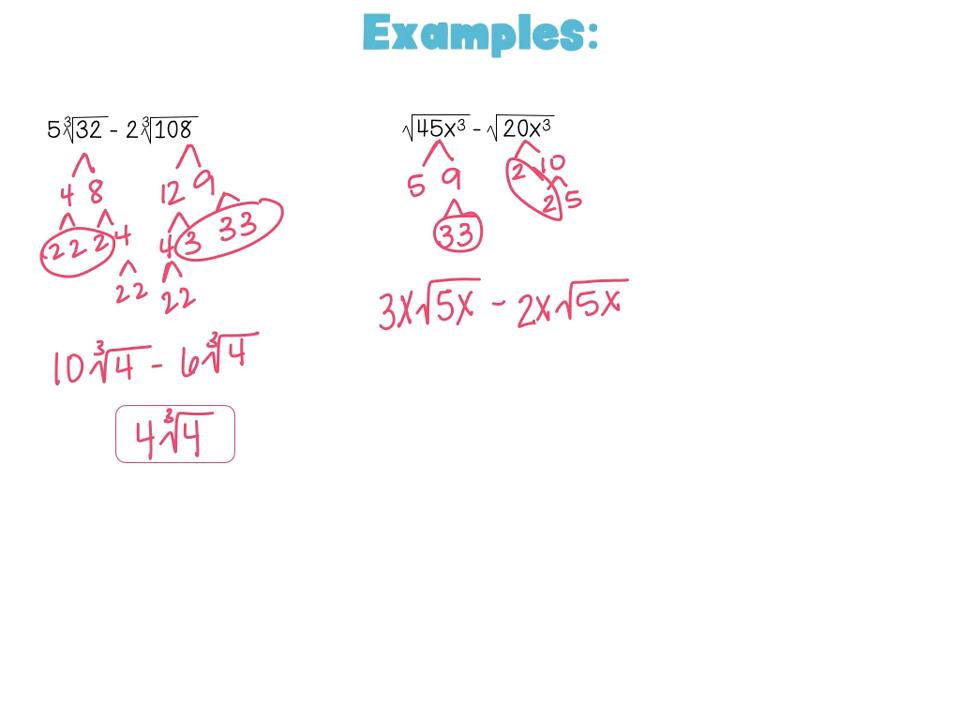 Examples:
5∛32 - 2∛108
4 8 12 9
2 2 2 4 4 3 3 3
2 2 2 2
10∛4 - 6∛4
4∛4
√45x³ - √20x³
5 9 2 10
3 3 2 5
3x√5x - 2x√5x